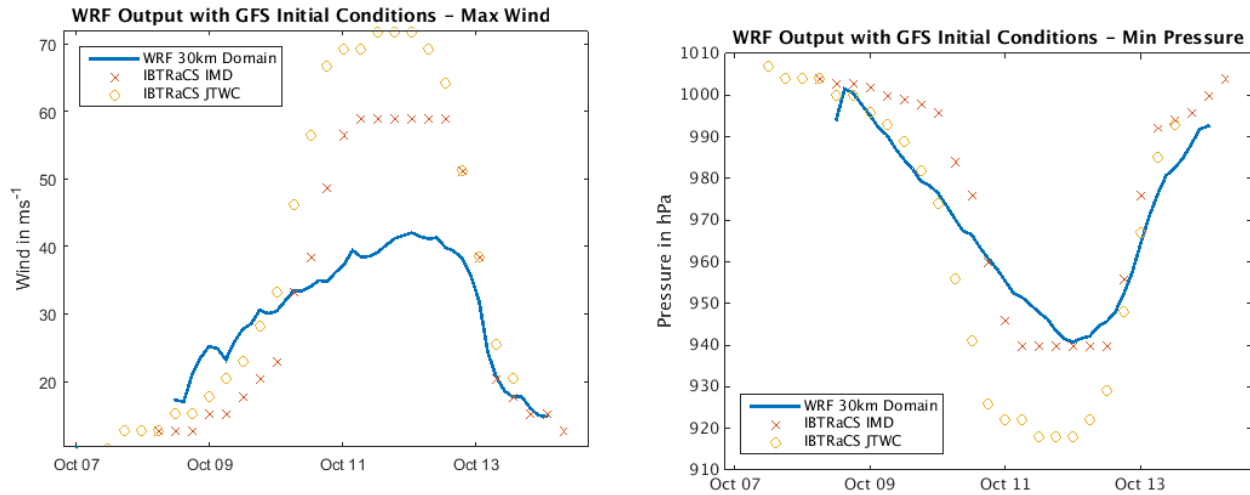 WRF Output with GFS Initial Conditions – Max Wind
70
60
50
40
30
20
Wind in ms⁻¹
WRF 30km Domain
IBTRaCS IMD
IBTRaCS JTWC
Oct 07
Oct 09
Oct 11
Oct 13
WRF Output with GFS Initial Conditions – Min Pressure
1010
1000
990
980
970
960
950
940
930
920
910
Pressure in hPa
WRF 30km Domain
IBTRaCS IMD
IBTRaCS JTWC
Oct 07
Oct 09
Oct 11
Oct 13